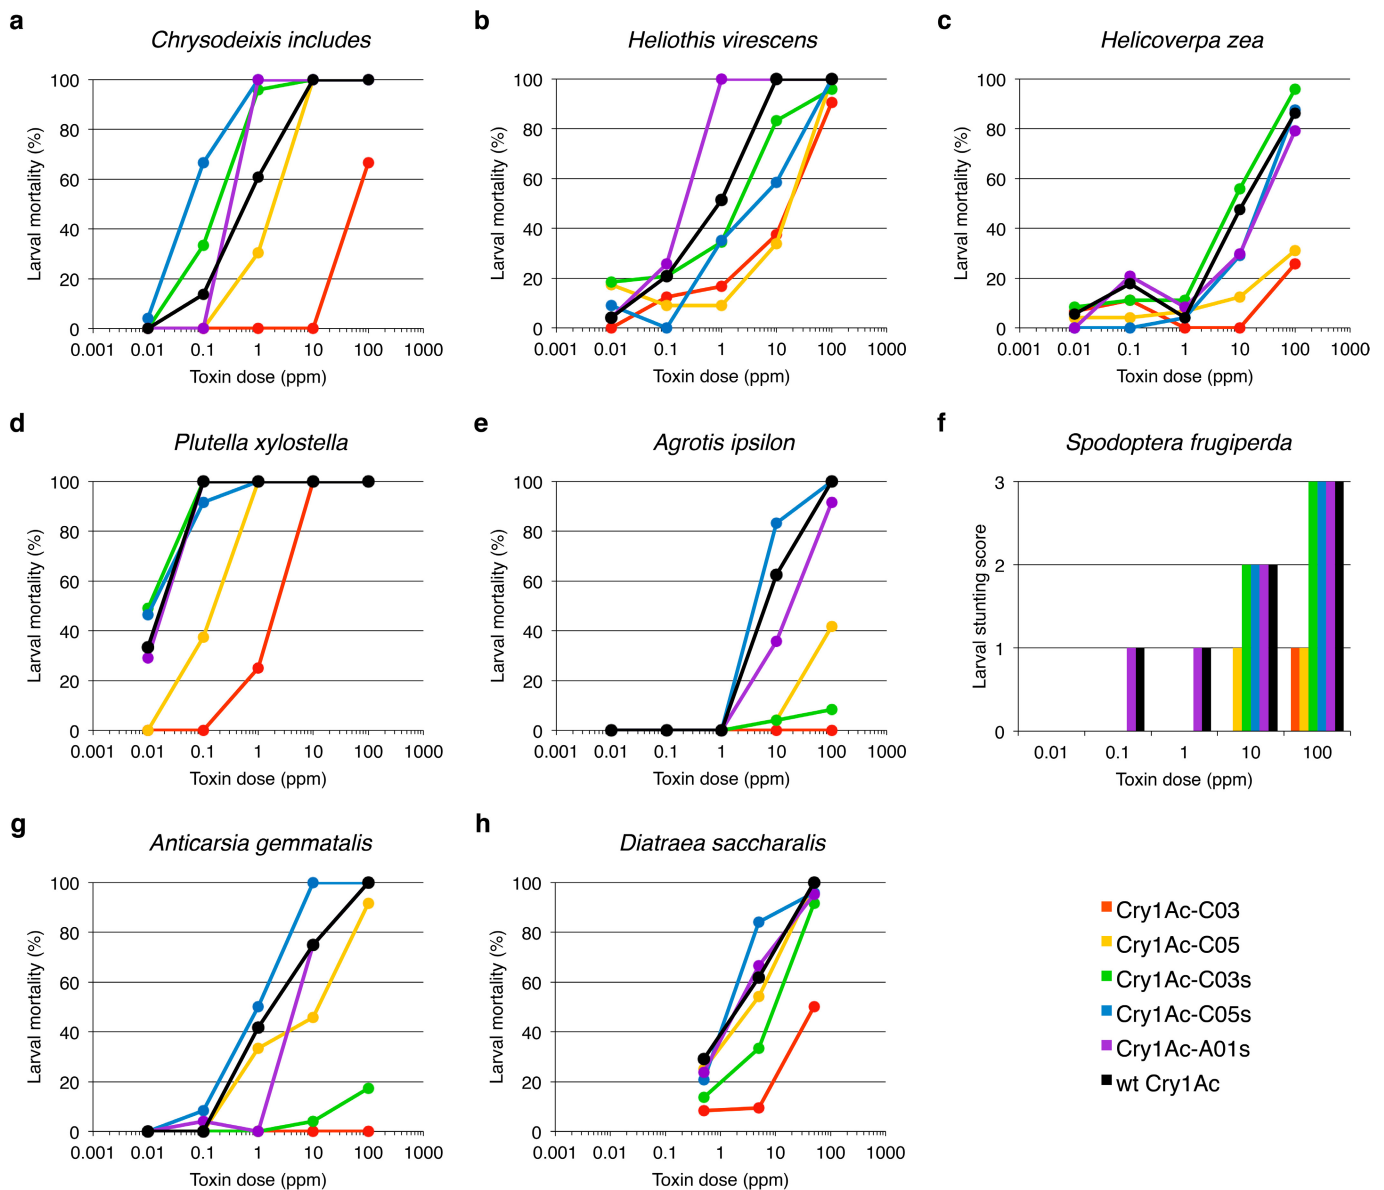 a
Chrysodeixis includes
Larval mortality (%)
100
80
60
40
20
0
0.001 0.01 0.1 1 10 100 1000
Toxin dose (ppm)
b
Heliothis virescens
Larval mortality (%)
100
80
60
40
20
0
0.001 0.01 0.1 1 10 100 1000
Toxin dose (ppm)
c
Helicoverpa zea
Larval mortality (%)
100
80
60
40
20
0
0.001 0.01 0.1 1 10 100 1000
Toxin dose (ppm)
d
Plutella xylostella
Larval mortality (%)
100
80
60
40
20
0
0.001 0.01 0.1 1 10 100 1000
Toxin dose (ppm)
e
Agrotis ipsilon
Larval mortality (%)
100
80
60
40
20
0
0.001 0.01 0.1 1 10 100 1000
Toxin dose (ppm)
f
Spodoptera frugiperda
Larval stunting score
3
2
1
0
0.01 0.1 1 10 100
Toxin dose (ppm)
g
Anticarsia gemmatalis
Larval mortality (%)
100
80
60
40
20
0
0.001 0.01 0.1 1 10 100 1000
Toxin dose (ppm)
h
Diatraea saccharalis
Larval mortality (%)
100
80
60
40
20
0
0.001 0.01 0.1 1 10 100 1000
Toxin dose (ppm)
Cry1Ac-C03
Cry1Ac-C05
Cry1Ac-C03s
Cry1Ac-C05s
Cry1Ac-A01s
wt Cry1Ac